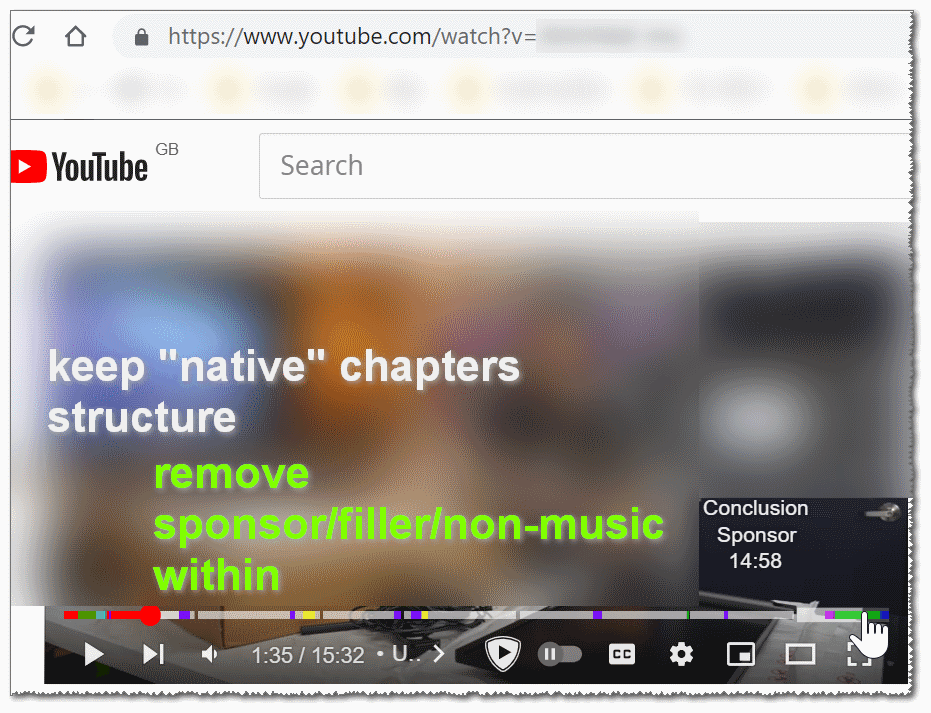 https://www.youtube.com/watch?v=
YouTube GB
Search
keep "native" chapters
structure
remove
sponsor/filler/non-music
within
Conclusion
Sponsor
14:58
1:35 / 15:32 • U..
CC